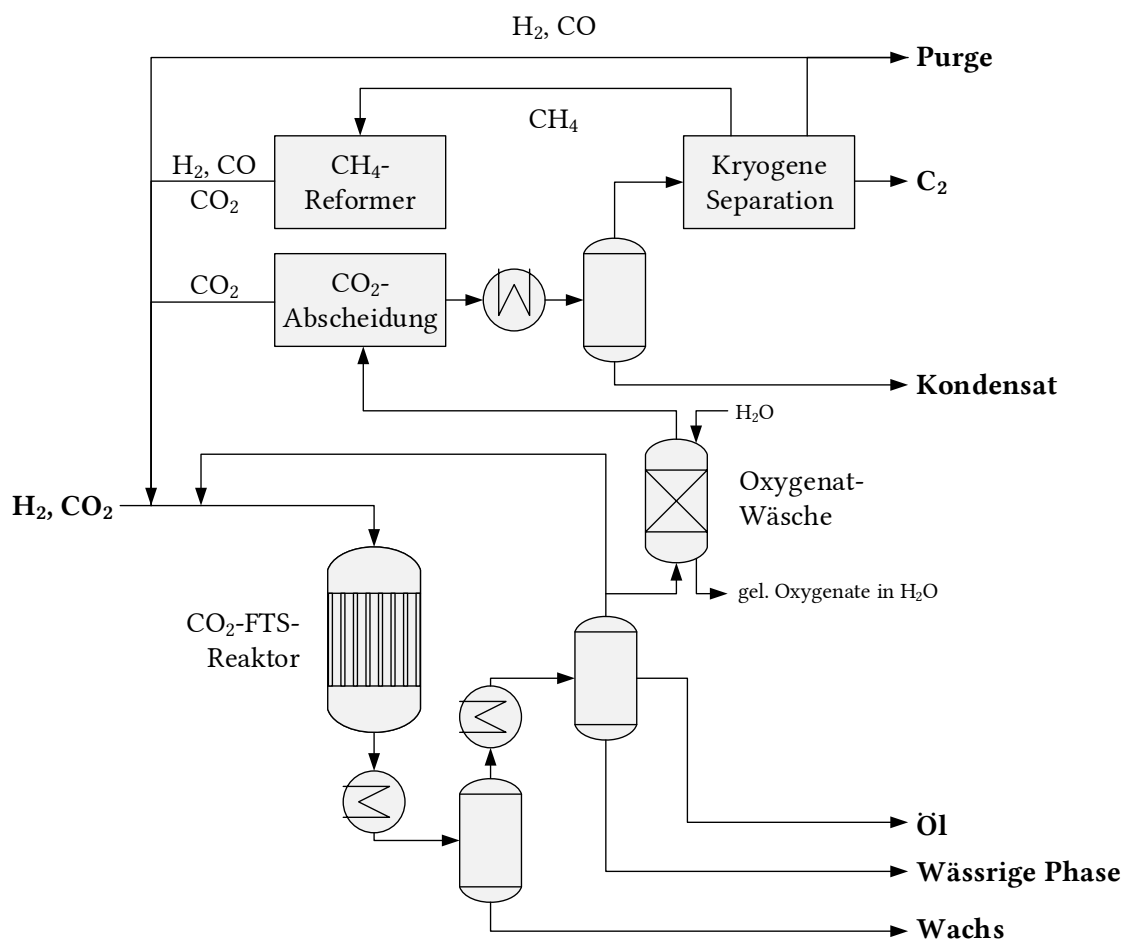 H₂, CO
Purge
CH₄
H₂, CO
CO₂
CH₄-
Reformer
Kryogene
Separation
C₂
CO₂
CO₂-
Abscheidung
Kondensat
H₂O
Oxygenat-
Wäsche
H₂, CO₂
gel. Oxygenate in H₂O
CO₂-FTS-
Reaktor
Öl
Wässrige Phase
Wachs